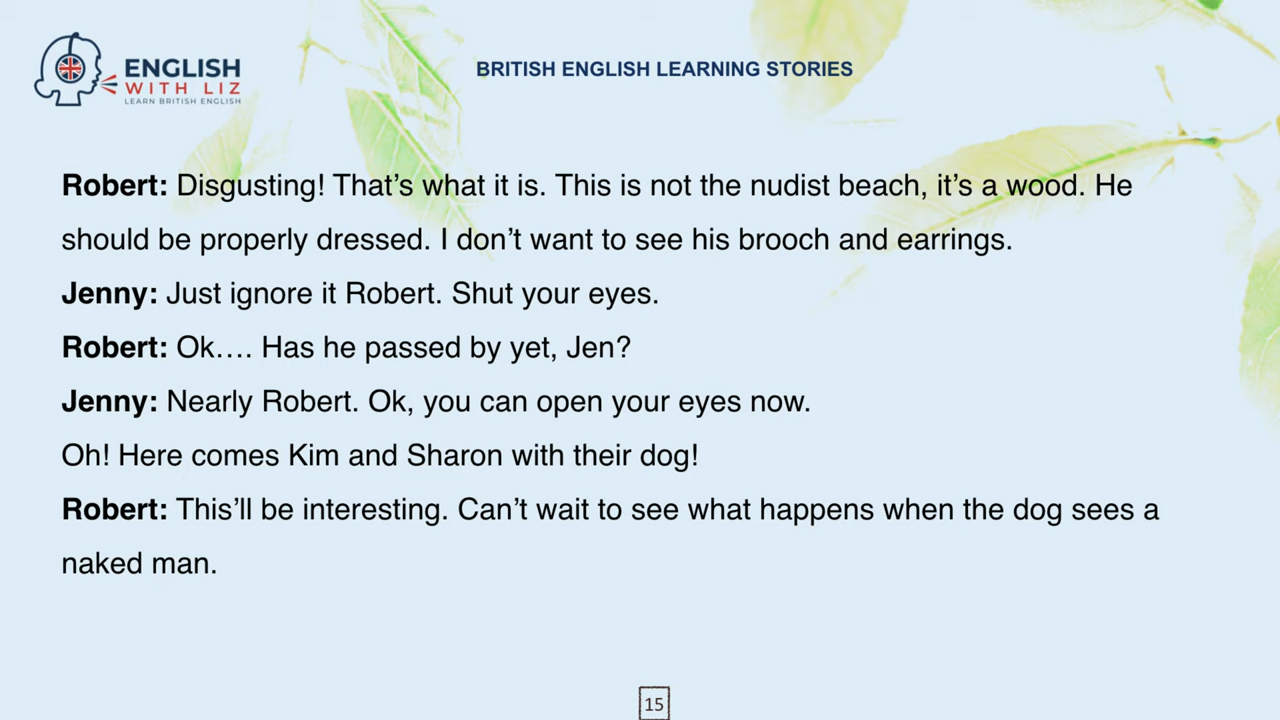 ENGLISH
WITH LIZ
LEARN BRITISH ENGLISH
BRITISH ENGLISH LEARNING STORIES
Robert: Disgusting! That’s what it is. This is not the nudist beach, it’s a wood. He
should be properly dressed. I don’t want to see his brooch and earrings.
Jenny: Just ignore it Robert. Shut your eyes.
Robert: Ok…. Has he passed by yet, Jen?
Jenny: Nearly Robert. Ok, you can open your eyes now.
Oh! Here comes Kim and Sharon with their dog!
Robert: This’ll be interesting. Can’t wait to see what happens when the dog sees a
naked man.
15